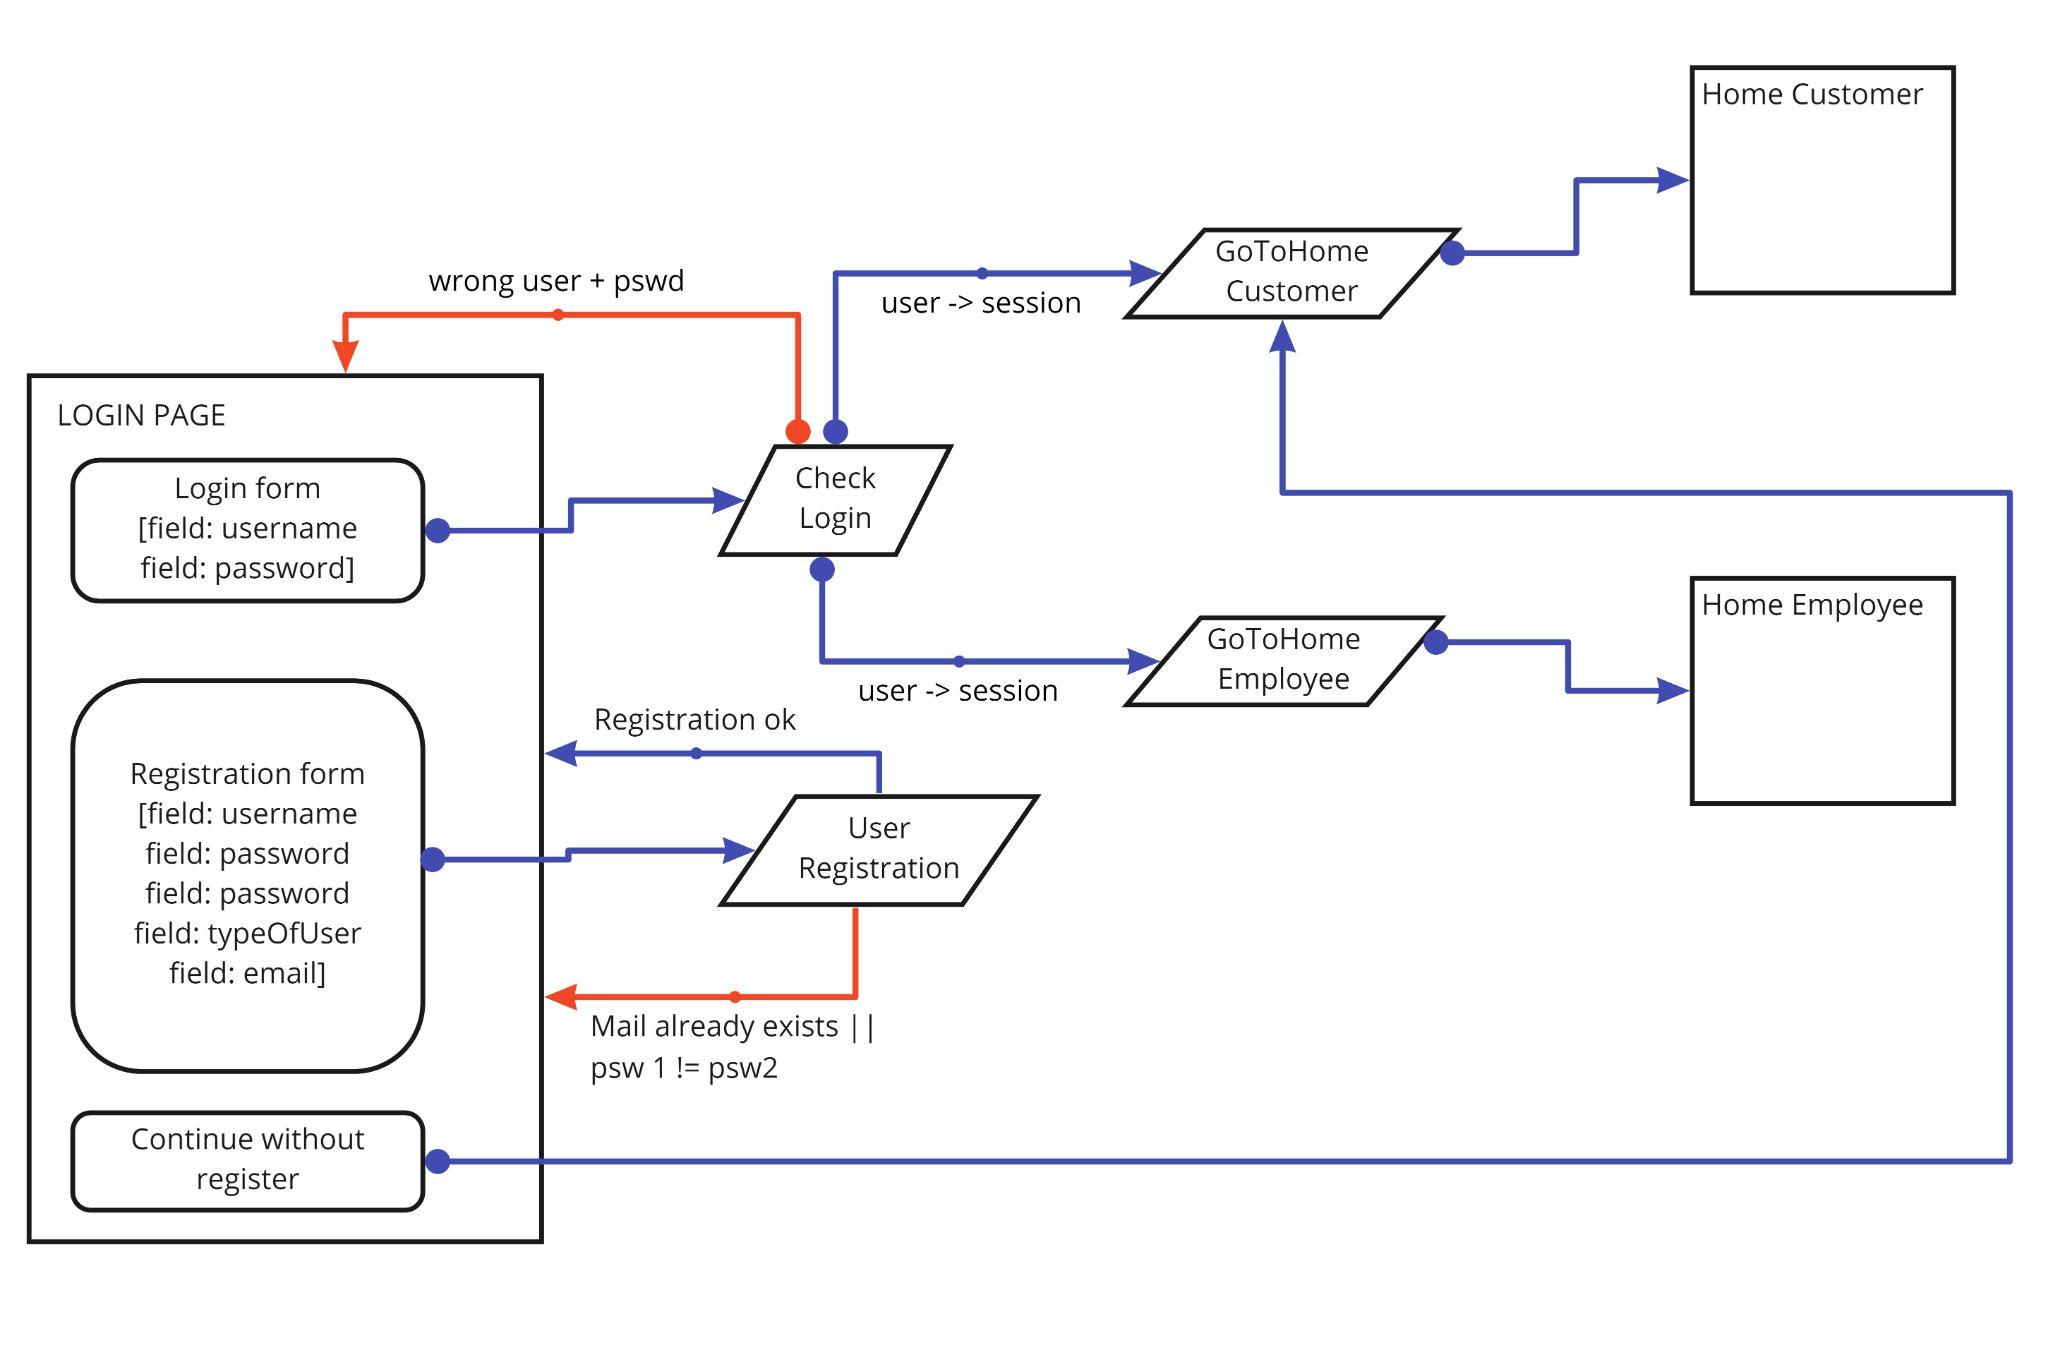 Home Customer
GoToHome
Customer
wrong user + pswd
user -> session
LOGIN PAGE
Login form
[field: username
field: password]
Check
Login
Home Employee
GoToHome
Employee
user -> session
Registration ok
Registration form
[field: username
field: password
field: password
field: typeOfUser
field: email]
User
Registration
Mail already exists ||
psw 1 != psw2
Continue without
register